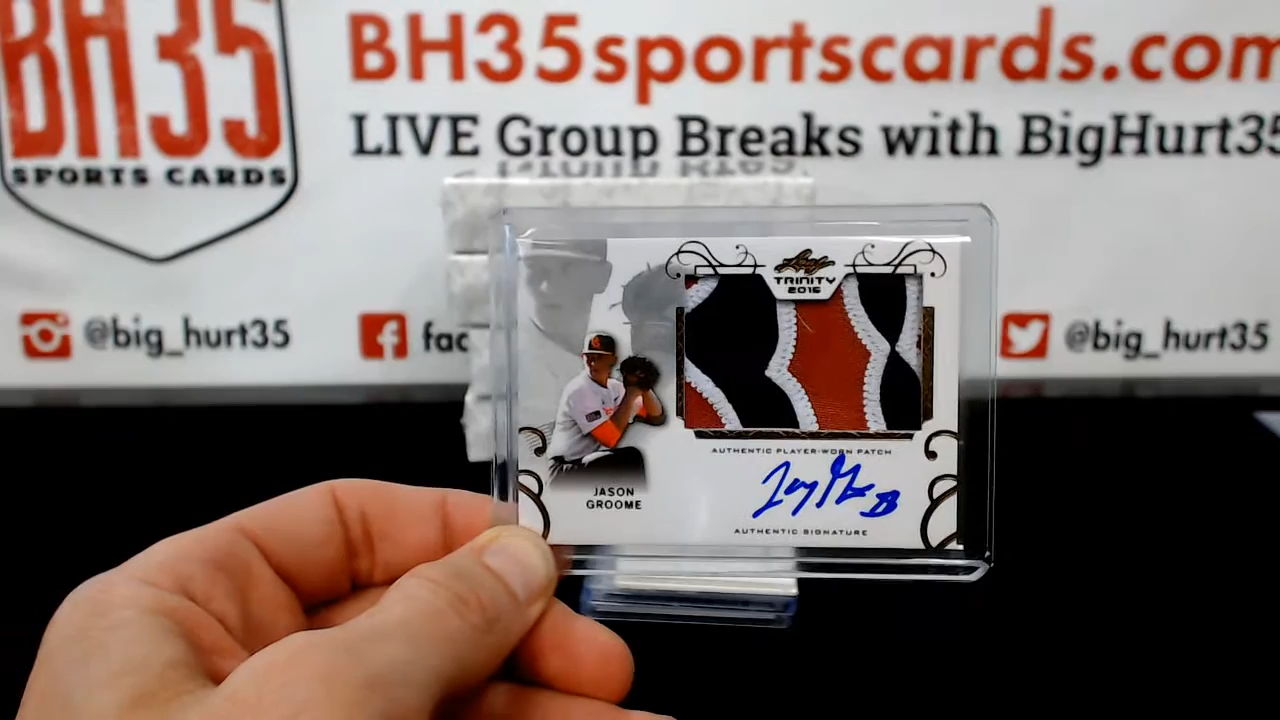 BH35
SPORTS CARDS
BH35sportscards.com
LIVE Group Breaks with BigHurt35
@big_hurt35
fac
@big_hurt35
Leaf
TRINITY
2016
AUTHENTIC PLAYER-WORN PATCH
JASON
GROOME
AUTHENTIC SIGNATURE